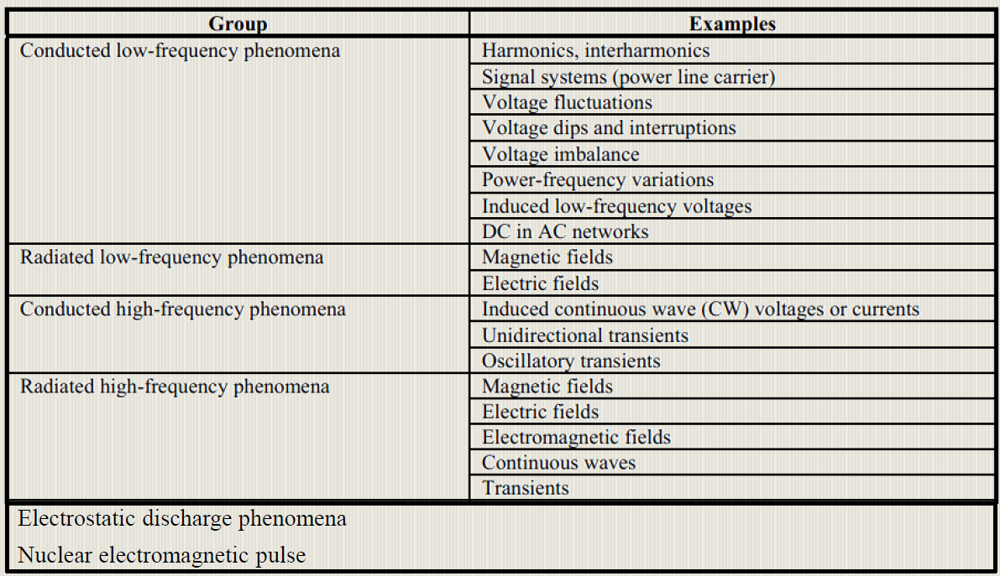 Group Examples
Conducted low-frequency phenomena Harmonics, interharmonics
Signal systems (power line carrier)
Voltage fluctuations
Voltage dips and interruptions
Voltage imbalance
Power-frequency variations
Induced low-frequency voltages
DC in AC networks
Radiated low-frequency phenomena Magnetic fields
Electric fields
Conducted high-frequency phenomena Induced continuous wave (CW) voltages or currents
Unidirectional transients
Oscillatory transients
Radiated high-frequency phenomena Magnetic fields
Electric fields
Electromagnetic fields
Continuous waves
Transients
Electrostatic discharge phenomena
Nuclear electromagnetic pulse